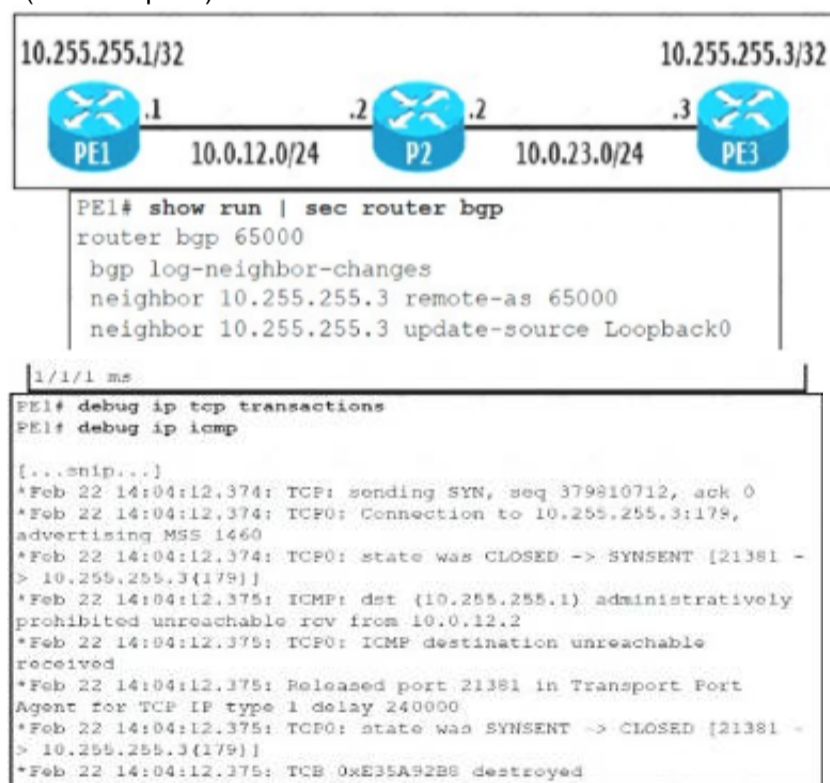 10.255.255.1/32 10.255.255.3/32
.1 .2 .2 .3
PE1 10.0.12.0/24 P2 10.0.23.0/24 PE3
PE1# show run | sec router bgp
router bgp 65000
bgp log-neighbor-changes
neighbor 10.255.255.3 remote-as 65000
neighbor 10.255.255.3 update-source Loopback0
1/1/1 ms
PE1# debug ip tcp transactions
PE1# debug ip icmp
[...snip...]
*Feb 22 14:04:12.374: TCP: sending SYN, seq 379810712, ack 0
*Feb 22 14:04:12.374: TCP0: Connection to 10.255.255.3:179,
advertising MSS 1460
*Feb 22 14:04:12.374: TCP0: state was CLOSED -> SYNSENT [21381 -
> 10.255.255.3(179)]
*Feb 22 14:04:12.375: ICMP: dst (10.255.255.1) administratively
prohibited unreachable rcv from 10.0.12.2
*Feb 22 14:04:12.375: TCP0: ICMP destination unreachable
received
*Feb 22 14:04:12.375: Released port 21381 in Transport Port
Agent for TCP IP type 1 delay 240000
*Feb 22 14:04:12.375: TCP0: state was SYNSENT -> CLOSED [21381 -
> 10.255.255.3(179)]
*Feb 22 14:04:12.375: TCB 0xE35A92B8 destroyed